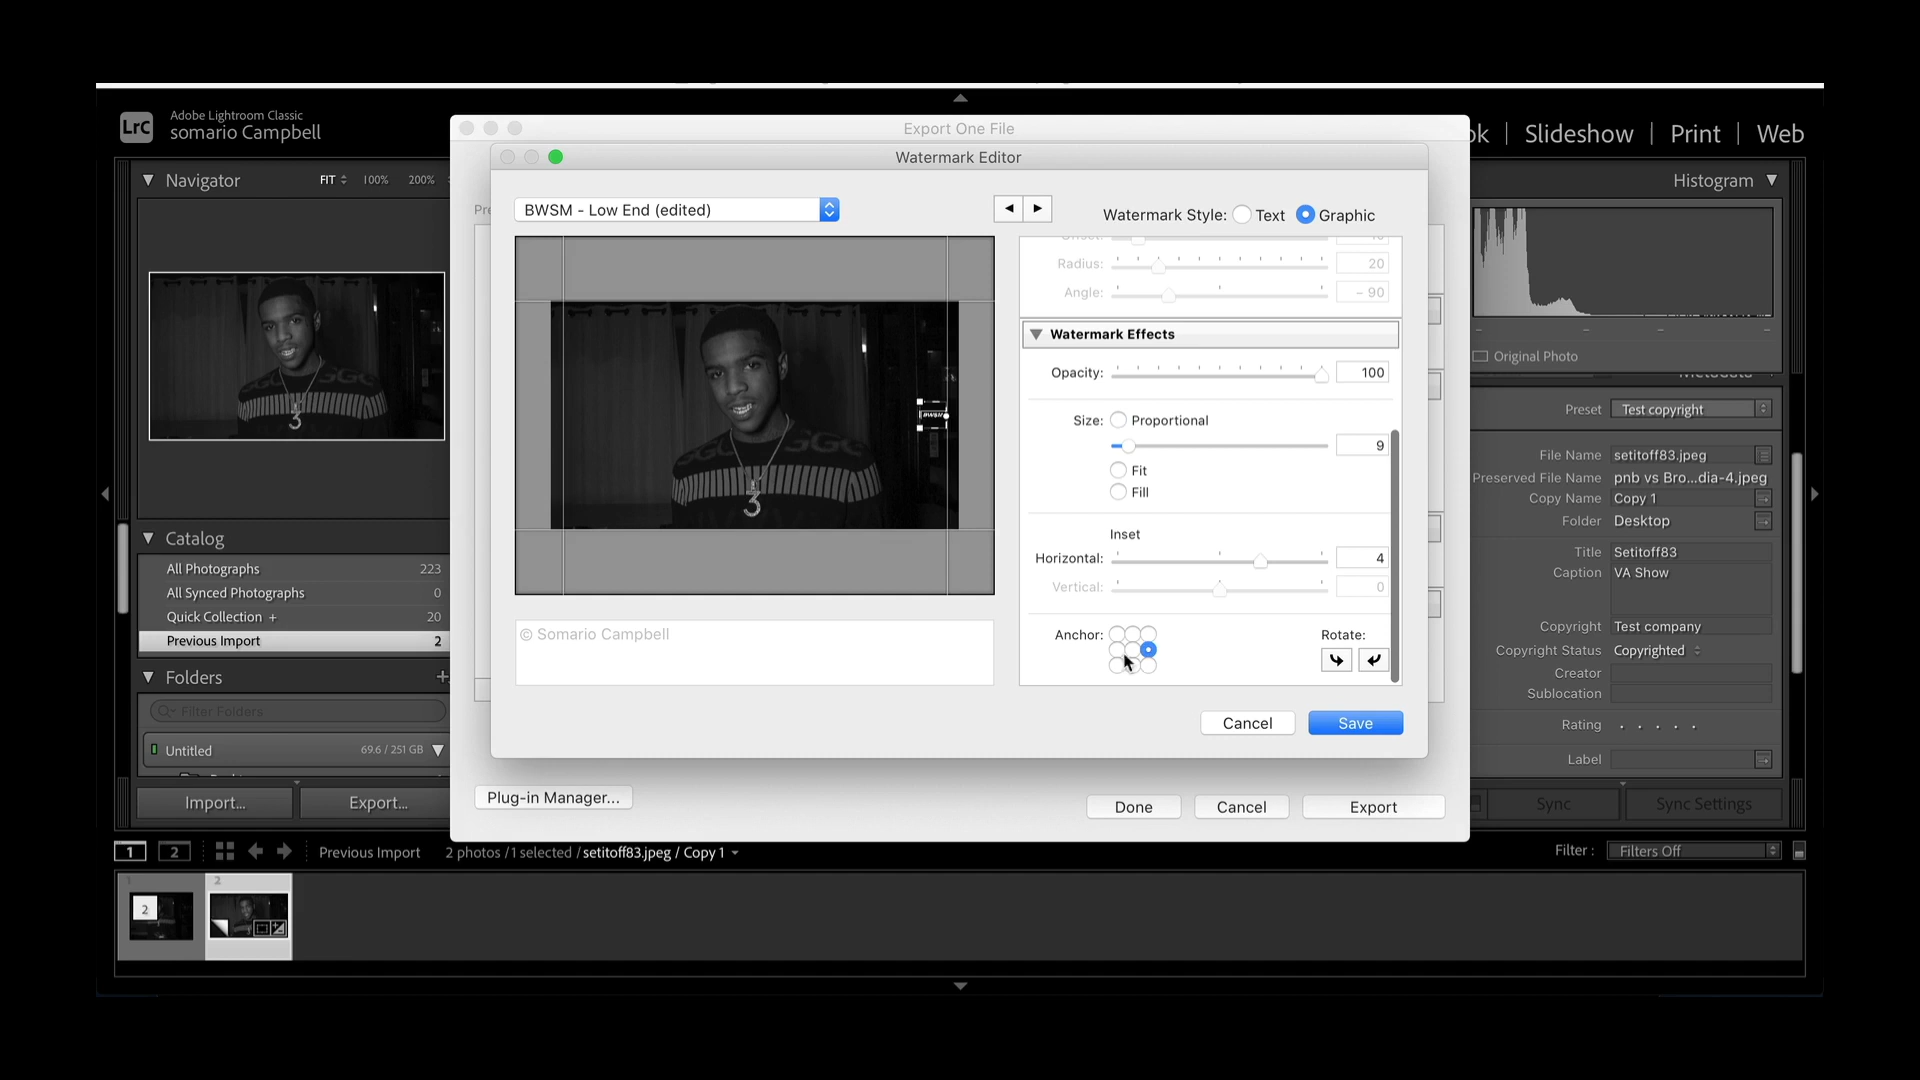 Adobe Lightroom Classic
somario Campbell
LrC
Export One File
Watermark Editor
ok | Slideshow | Print | Web
Navigator
FIT 100% 200%
Histogram
BWSM - Low End (edited)
Watermark Style: Text Graphic
Radius: 20
Angle: - 90
Watermark Effects
Opacity: 100
Size: Proportional
9
Fit
Fill
Inset
Horizontal: 4
Vertical: 0
Anchor:
Rotate:
© Somario Campbell
Cancel
Save
Plug-in Manager...
Done
Cancel
Export
Catalog
All Photographs 223
All Synced Photographs 0
Quick Collection + 20
Previous Import 2
Folders +
Filter Folders
Untitled 69.6 / 251 GB
Import...
Export...
Original Photo
Metadata
Preset Test copyright
File Name setitoff83.jpeg
Preserved File Name pnb vs Bro...dia-4.jpeg
Copy Name Copy 1
Folder Desktop
Title Setitoff83
Caption VA Show
Copyright Test company
Copyright Status Copyrighted
Creator
Sublocation
Rating . . . . .
Label
Sync
Sync Settings
1 2
Previous Import
2 photos / 1 selected / setitoff83.jpeg / Copy 1
Filter : Filters Off
1
2
2